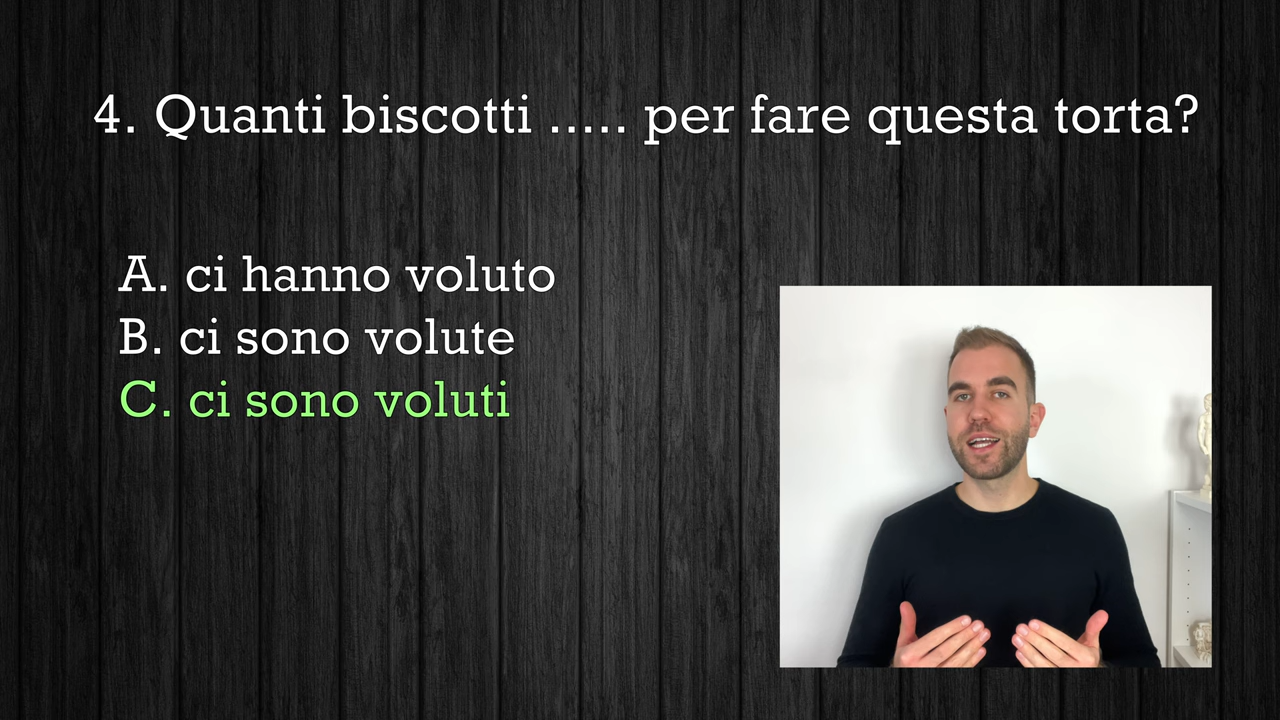 4. Quanti biscotti ..... per fare questa torta?
A. ci hanno voluto
B. ci sono volute
C. ci sono voluti